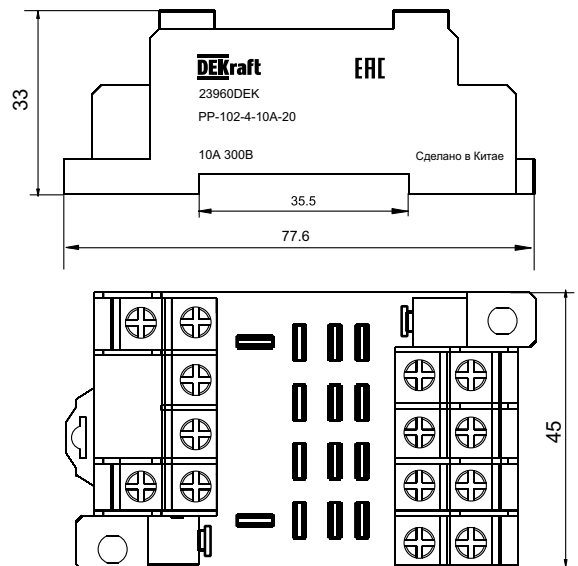 DEKraft
EAC
23960DEK
PP-102-4-10A-20
10A 300B
Сделано в Китае
33
35.5
77.6
45